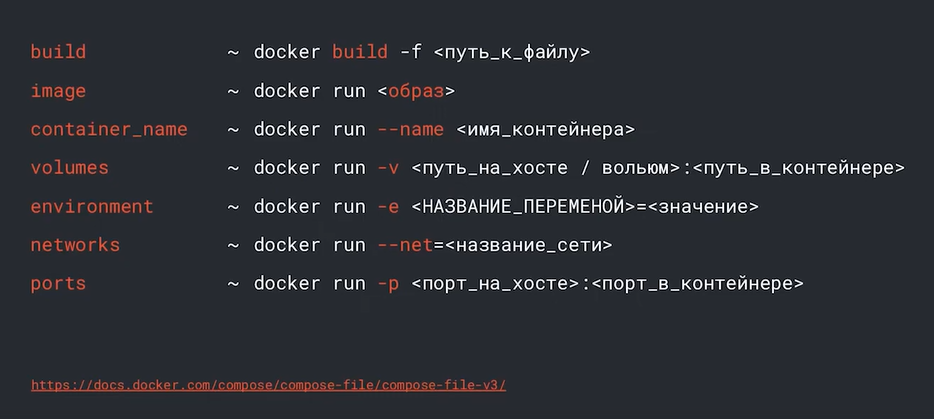 build ~ docker build -f <путь_к_файлу>
image ~ docker run <образ>
container_name ~ docker run --name <имя_контейнера>
volumes ~ docker run -v <путь_на_хосте / вольюм>:<путь_в_контейнере>
environment ~ docker run -e <НАЗВАНИЕ_ПЕРЕМЕНОЙ>=<значение>
networks ~ docker run --net=<название_сети>
ports ~ docker run -p <порт_на_хосте>:<порт_в_контейнере>
https://docs.docker.com/compose/compose-file/compose-file-v3/